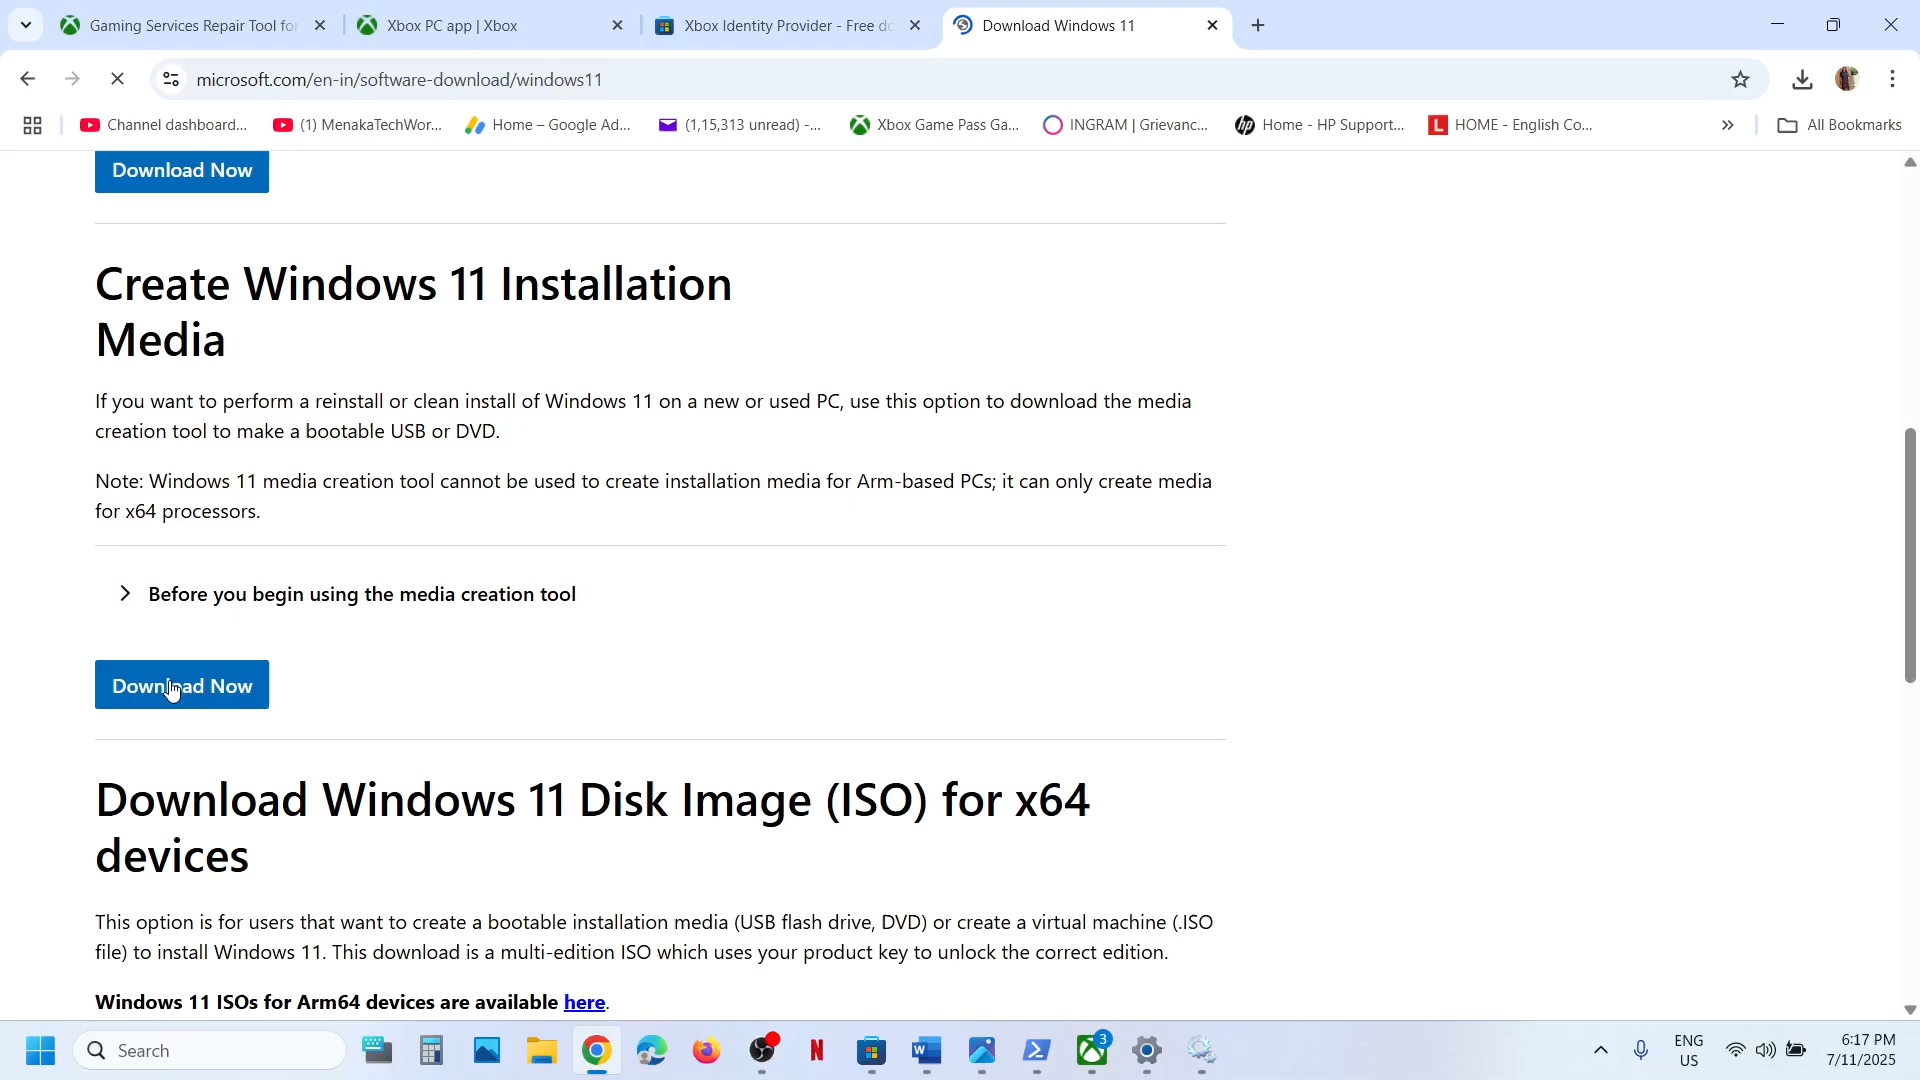 Gaming Services Repair Tool for
Xbox PC app | Xbox
Xbox Identity Provider - Free do
Download Windows 11
microsoft.com/en-in/software-download/windows11
Channel dashboard...
(1) MenakaTechWor...
Home – Google Ad...
(1,15,313 unread) -...
Xbox Game Pass Ga...
INGRAM | Grievanc...
Home - HP Support...
HOME - English Co...
All Bookmarks
Download Now
Create Windows 11 Installation
Media
If you want to perform a reinstall or clean install of Windows 11 on a new or used PC, use this option to download the media
creation tool to make a bootable USB or DVD.
Note: Windows 11 media creation tool cannot be used to create installation media for Arm-based PCs; it can only create media
for x64 processors.
Before you begin using the media creation tool
Download Now
Download Windows 11 Disk Image (ISO) for x64
devices
This option is for users that want to create a bootable installation media (USB flash drive, DVD) or create a virtual machine (.ISO
file) to install Windows 11. This download is a multi-edition ISO which uses your product key to unlock the correct edition.
Windows 11 ISOs for Arm64 devices are available here.
Search
3
ENG
US
6:17 PM
7/11/2025